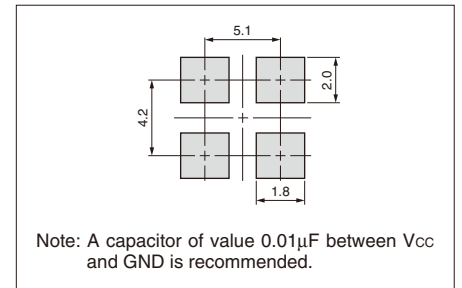 5.1
2.0
4.2
1.8
Note: A capacitor of value 0.01µF between Vcc
and GND is recommended.